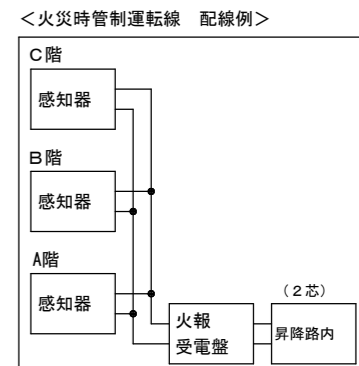 ＜火災時管制運転線　配線例＞
C階
感知器
B階
感知器
A階
感知器
（２芯）
火報
受電盤
昇降路内